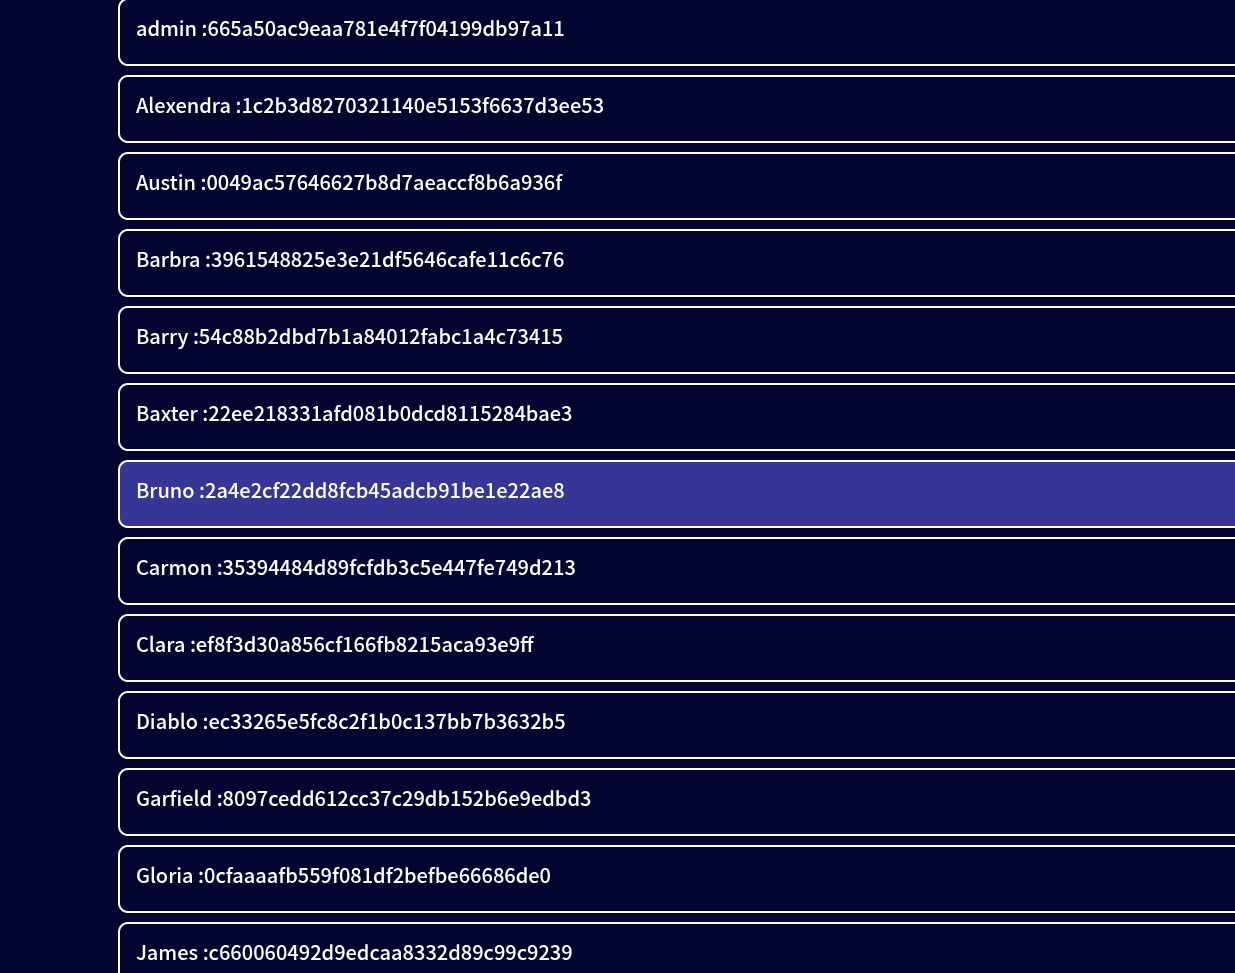 admin :665a50ac9eaa781e4f7f04199db97a11
Alexendra :1c2b3d8270321140e5153f6637d3ee53
Austin :0049ac57646627b8d7aeaccf8b6a936f
Barbra :3961548825e3e21df5646cafe11c6c76
Barry :54c88b2dbd7b1a84012fabc1a4c73415
Baxter :22ee218331afd081b0dcd8115284bae3
Bruno :2a4e2cf22dd8fcb45adcb91be1e22ae8
Carmon :35394484d89fcfdb3c5e447fe749d213
Clara :ef8f3d30a856cf166fb8215aca93e9ff
Diablo :ec33265e5fc8c2f1b0c137bb7b3632b5
Garfield :8097cedd612cc37c29db152b6e9edbd3
Gloria :0cfaaaafb559f081df2befbe66686de0
James :c660060492d9edcaa8332d89c99c9239